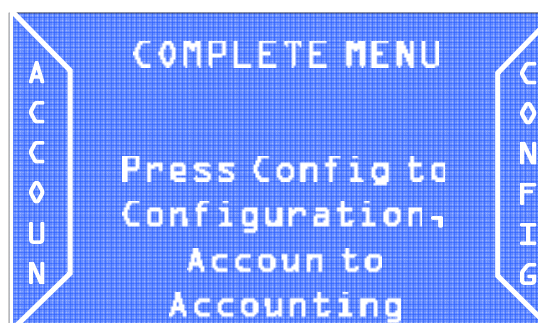 COMPLETE MENU
ACCOUN
CONFIG
Press Config to
Configuration,
Accoun to
Accounting